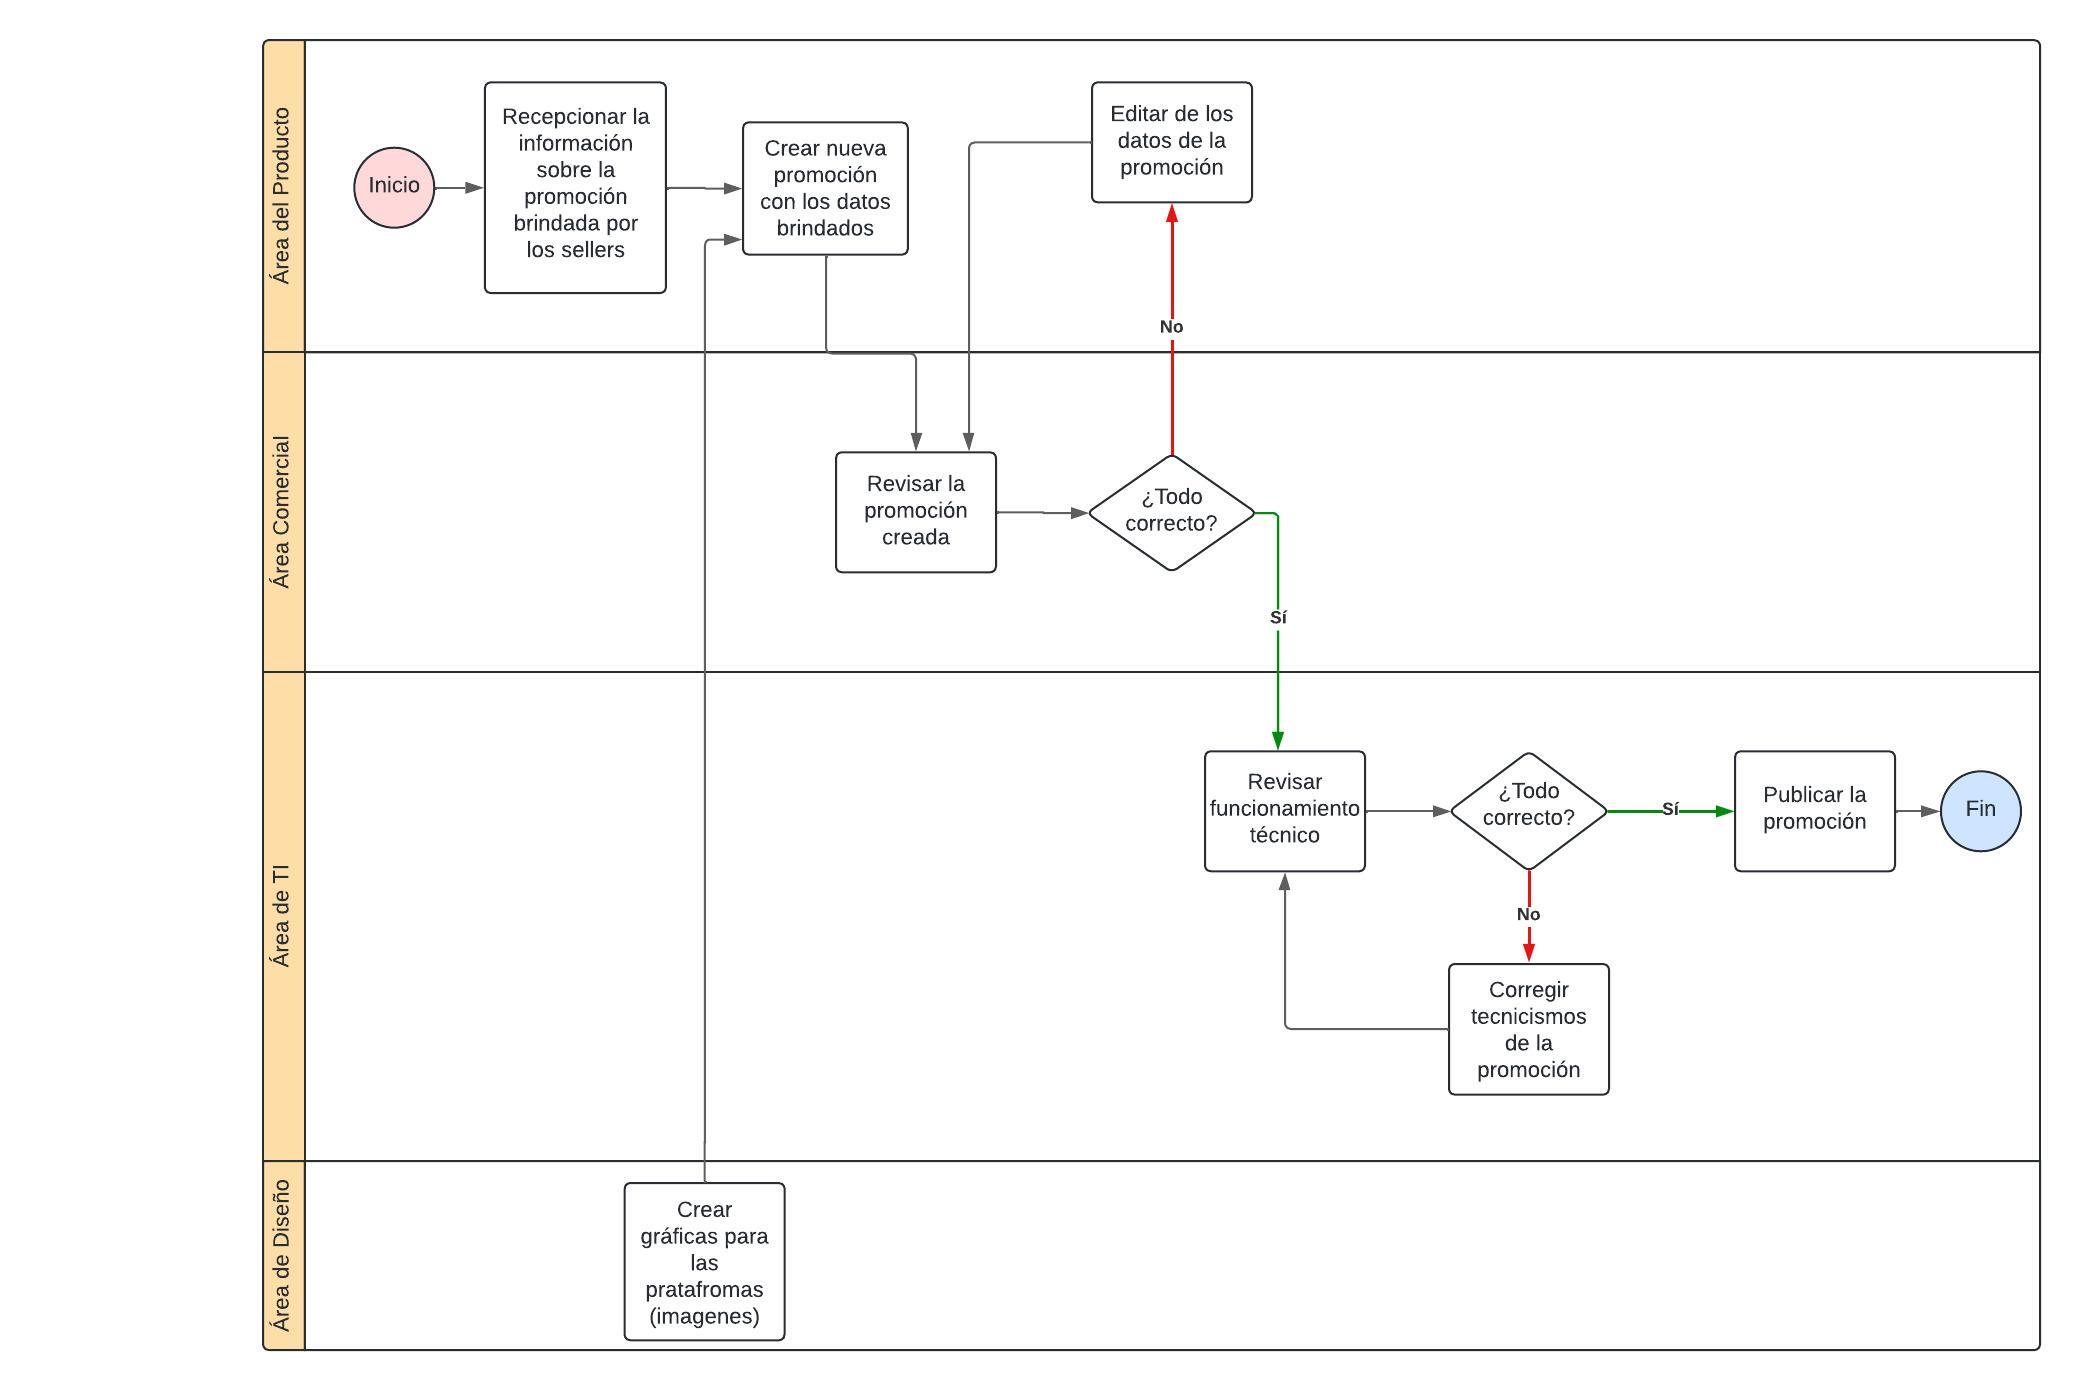 Área del Producto
Inicio
Recepcionar la
información
sobre la
promoción
brindada por
los sellers
Crear nueva
promoción
con los datos
brindados
Editar de los
datos de la
promoción
No
Área Comercial
Revisar la
promoción
creada
¿Todo
correcto?
Sí
Área de TI
Revisar
funcionamiento
técnico
¿Todo
correcto?
Sí
Publicar la
promoción
Fin
No
Corregir
tecnicismos
de la
promoción
Área de Diseño
Crear
gráficas para
las
pratafromas
(imagenes)